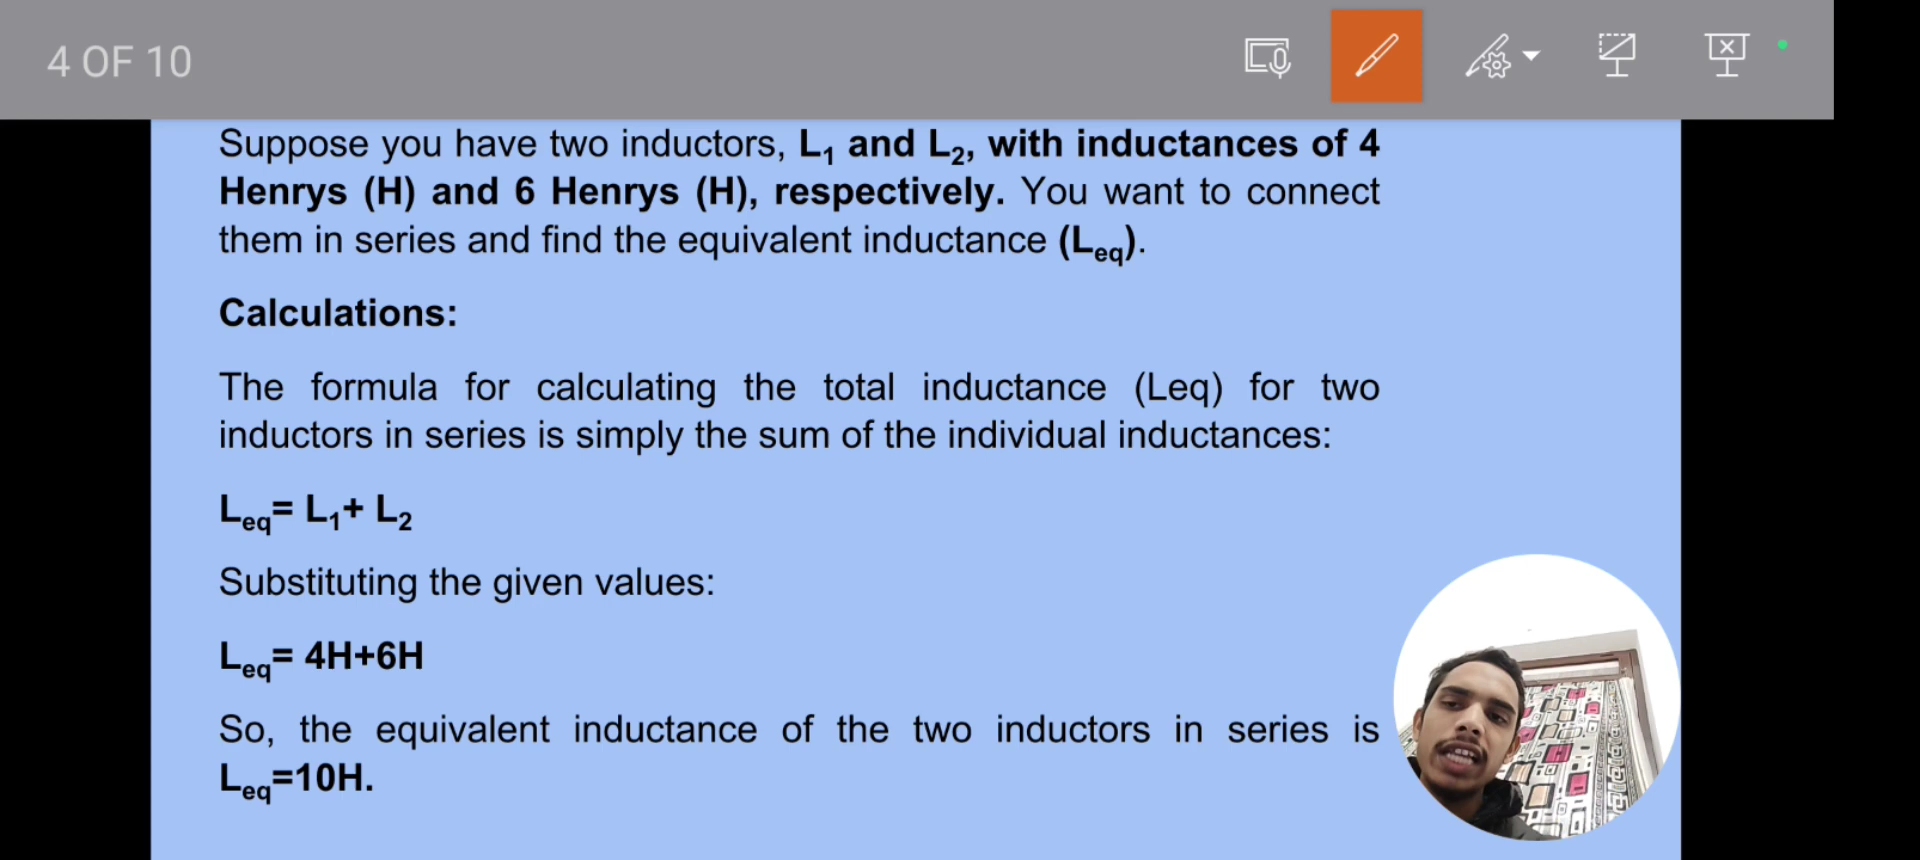 4 OF 10
Suppose you have two inductors, L₁ and L₂, with inductances of 4
Henrys (H) and 6 Henrys (H), respectively. You want to connect
them in series and find the equivalent inductance (Leq).
Calculations:
The formula for calculating the total inductance (Leq) for two
inductors in series is simply the sum of the individual inductances:
Leq= L₁+ L₂
Substituting the given values:
Leq= 4H+6H
So, the equivalent inductance of the two inductors in series is
Leq=10H.